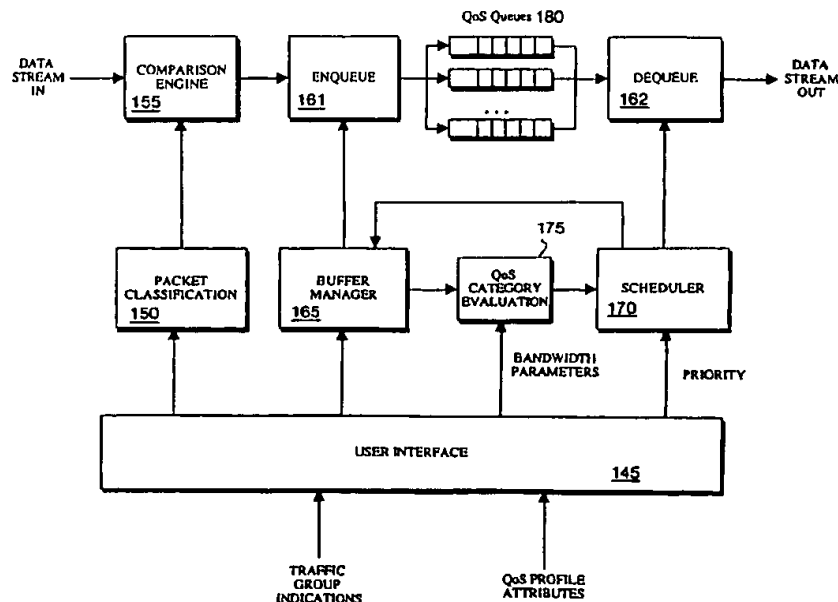 QoS Queues 180
DATA
STREAM
IN
COMPARISON
ENGINE
155
ENQUEUE
161
. . .
DEQUEUE
162
DATA
STREAM
OUT
175
PACKET
CLASSIFICATION
150
BUFFER
MANAGER
165
QoS
CATEGORY
EVALUATION
SCHEDULER
170
BANDWIDTH
PARAMETERS
PRIORITY
USER INTERFACE
145
TRAFFIC
GROUP
INDICATIONS
QoS PROFILE
ATTRIBUTES